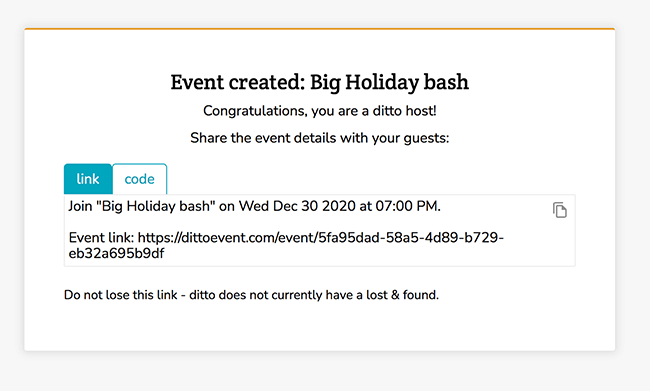 Event created: Big Holiday bash
Congratulations, you are a ditto host!
Share the event details with your guests:
link code
Join "Big Holiday bash" on Wed Dec 30 2020 at 07:00 PM.
Event link: https://dittoevent.com/event/5fa95dad-58a5-4d89-b729-
eb32a695b9df
Do not lose this link - ditto does not currently have a lost & found.